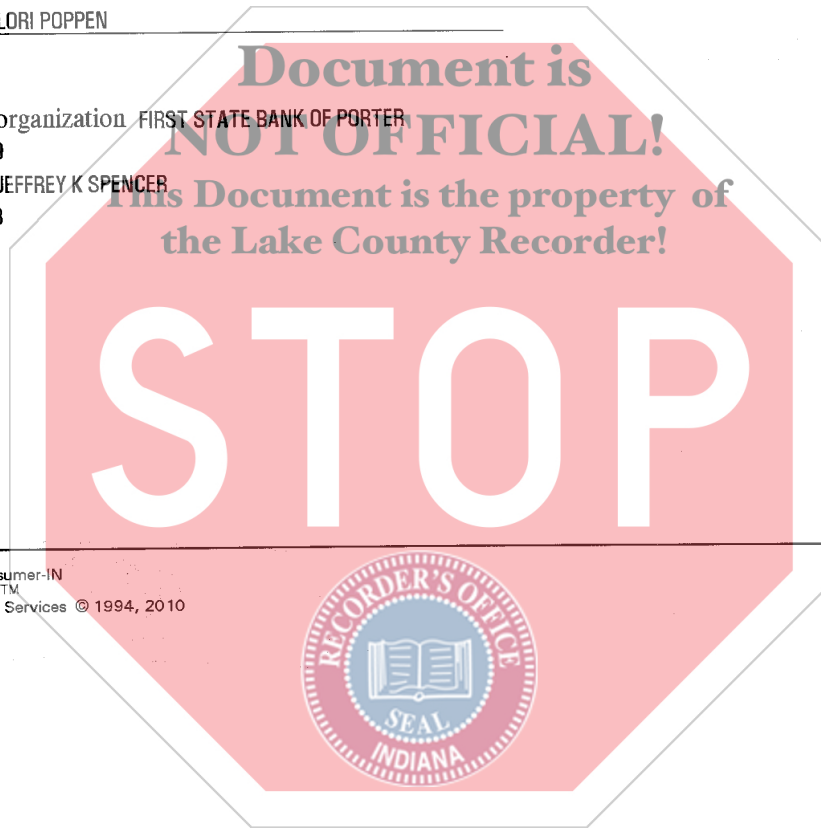 LORI POPPEN
Document is
organization FIRST STATE BANK OF PORTER
NOT OFFICIAL!
9
JEFFREY K SPENCER
This Document is the property of
the Lake County Recorder!
STOP
sumer-IN
TM
Services © 1994, 2010
RECORDER'S OFFICE
SEAL
INDIANA